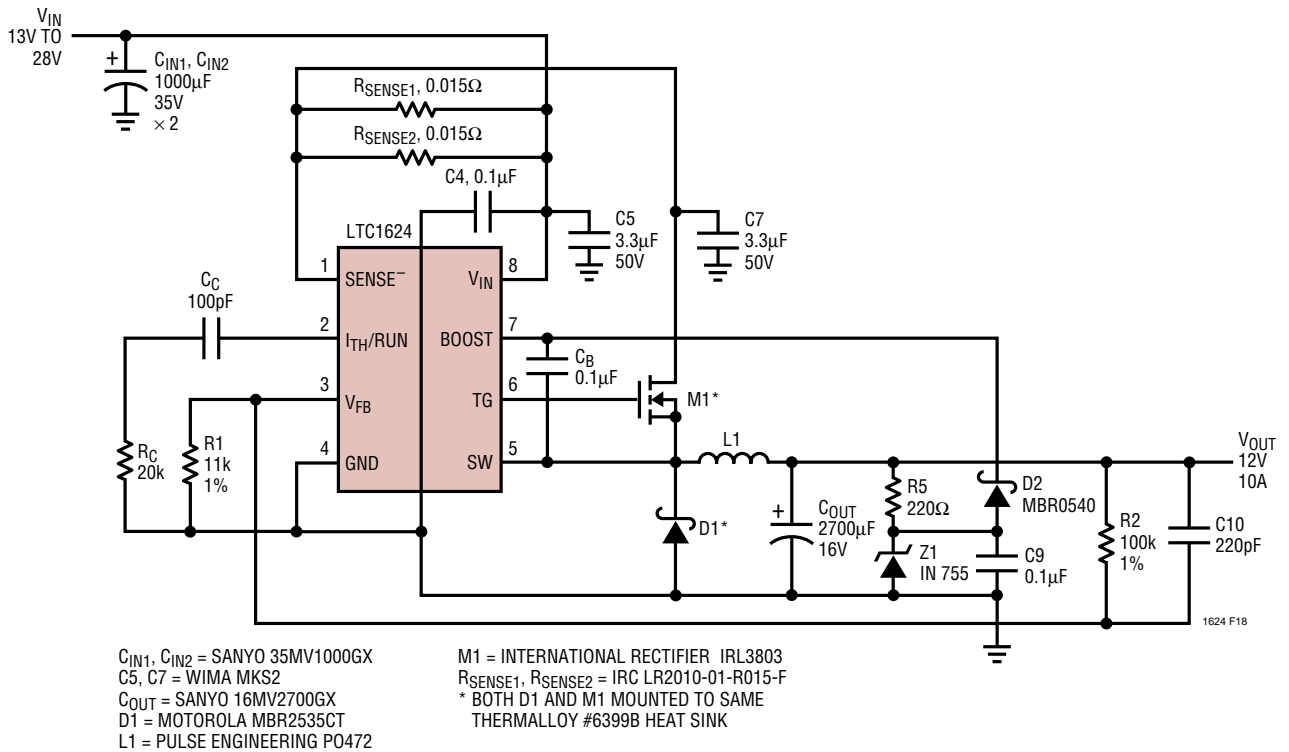 VIN
13V TO
28V
+
CIN1, CIN2
1000µF
35V
× 2
RSENSE1, 0.015Ω
RSENSE2, 0.015Ω
C4, 0.1µF
LTC1624
C5
3.3µF
50V
C7
3.3µF
50V
1
SENSE–
VIN
8
CC
100pF
2
ITH/RUN
BOOST
7
CB
0.1µF
3
VFB
TG
6
M1*
RC
20k
R1
11k
1%
4
GND
SW
5
L1
VOUT
12V
10A
D1*
+
COUT
2700µF
16V
R5
220Ω
D2
MBR0540
Z1
IN 755
C9
0.1µF
R2
100k
1%
C10
220pF
1624 F18
CIN1, CIN2 = SANYO 35MV1000GX
C5, C7 = WIMA MKS2
COUT = SANYO 16MV2700GX
D1 = MOTOROLA MBR2535CT
L1 = PULSE ENGINEERING PO472
M1 = INTERNATIONAL RECTIFIER IRL3803
RSENSE1, RSENSE2 = IRC LR2010-01-R015-F
* BOTH D1 AND M1 MOUNTED TO SAME
THERMALLOY #6399B HEAT SINK